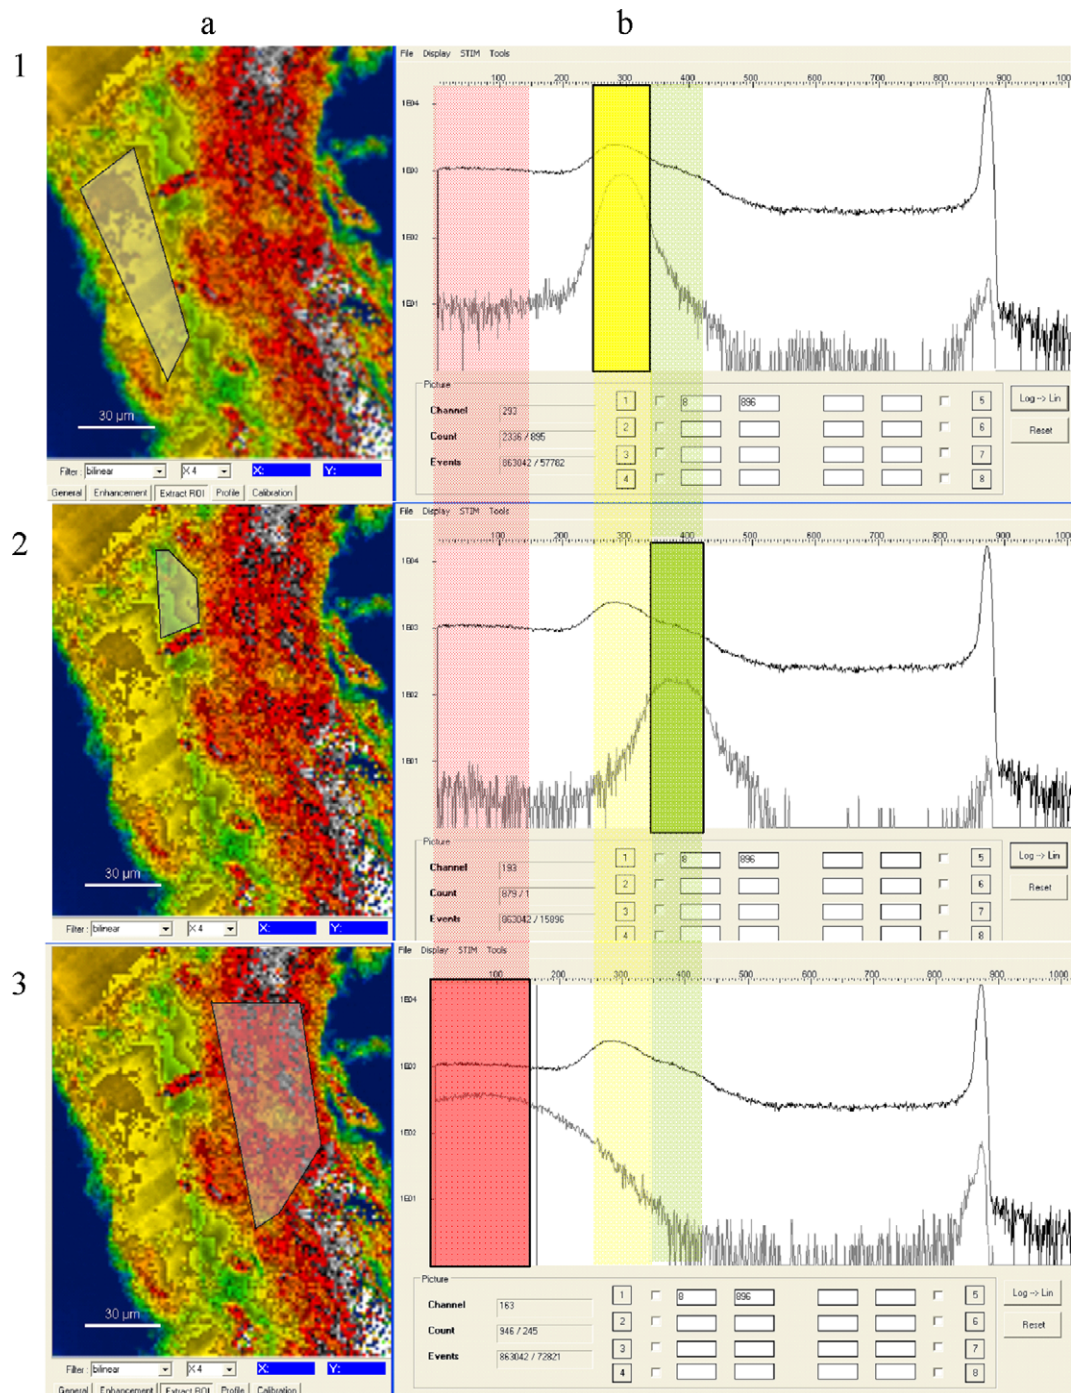 a b
1
File Display STIM Tools
100 200 300 400 500 600 700 800 900 1000
1E04
1E03
1E02
1E01
30 µm
Picture
Channel 293
Count 2336 / 895
Events 863042 / 57782
1 8 896 5
2 6
3 7
4 8
Log -> Lin
Reset
Filter : bilinear X 4 X: Y:
General Enhancement Extract ROI Profile Calibration
2
File Display STIM Tools
100 200 300 400 500 600 700 800 900 1000
1E04
1E03
1E02
1E01
30 µm
Picture
Channel 193
Count 879 / 1
Events 863042 / 15896
1 8 896 5
2 6
3 7
4 8
Log -> Lin
Reset
Filter : bilinear X 4 X: Y:
3
File Display STIM Tools
100 200 300 400 500 600 700 800 900 1000
1E04
1E03
1E02
1E01
30 µm
Picture
Channel 163
Count 946 / 245
Events 863042 / 72821
1 8 896 5
2 6
3 7
4 8
Log -> Lin
Reset
Filter : bilinear X 4 X: Y:
General Enhancement Extract ROI Profile Calibration